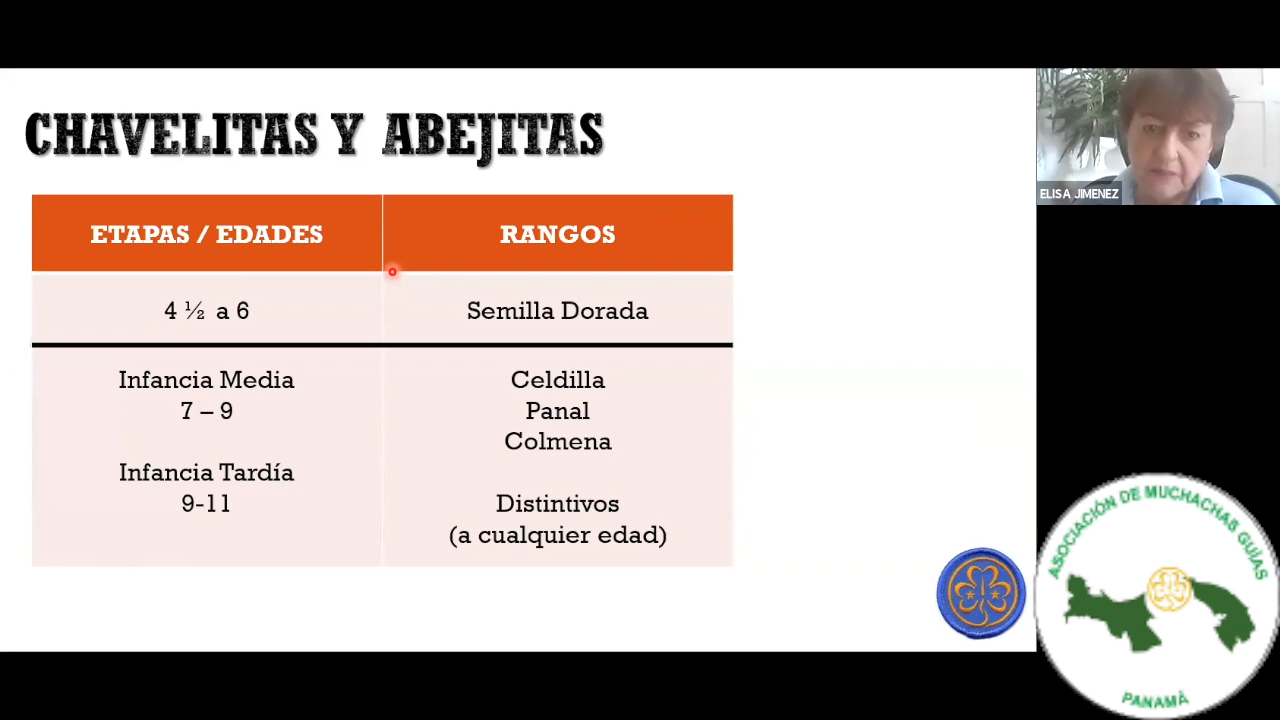 CHAVELITAS Y ABEJITAS
ETAPAS / EDADES
RANGOS
4 ½ a 6
Semilla Dorada
Infancia Media
7 – 9
Infancia Tardía
9-11
Celdilla
Panal
Colmena
Distintivos
(a cualquier edad)
ELISA JIMENEZ
ASOCIACIÓN DE MUCHACHAS GUÍAS
PANAMÁ